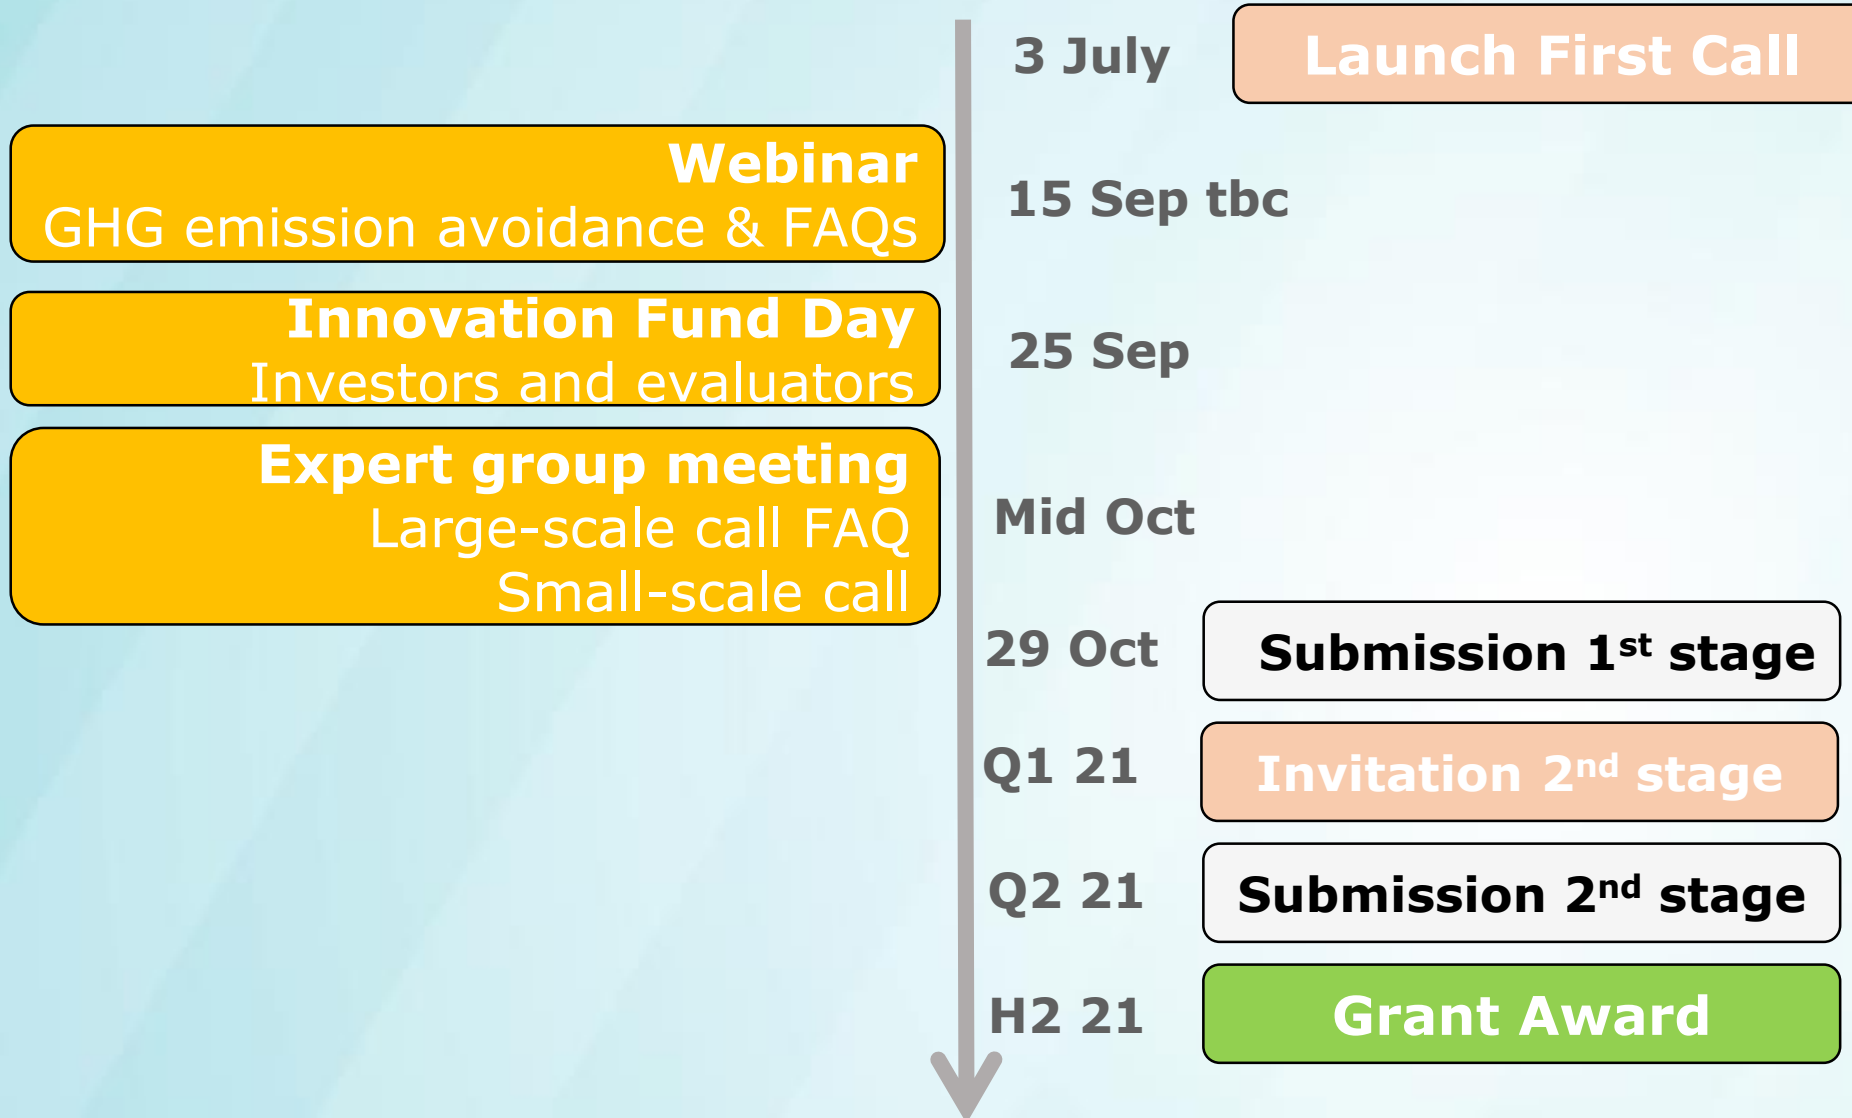 3 July
Launch First Call
Webinar
GHG emission avoidance & FAQs
15 Sep tbc
Innovation Fund Day
Investors and evaluators
25 Sep
Expert group meeting
Large-scale call FAQ
Small-scale call
Mid Oct
29 Oct
Submission 1st stage
Q1 21
Invitation 2nd stage
Q2 21
Submission 2nd stage
H2 21
Grant Award